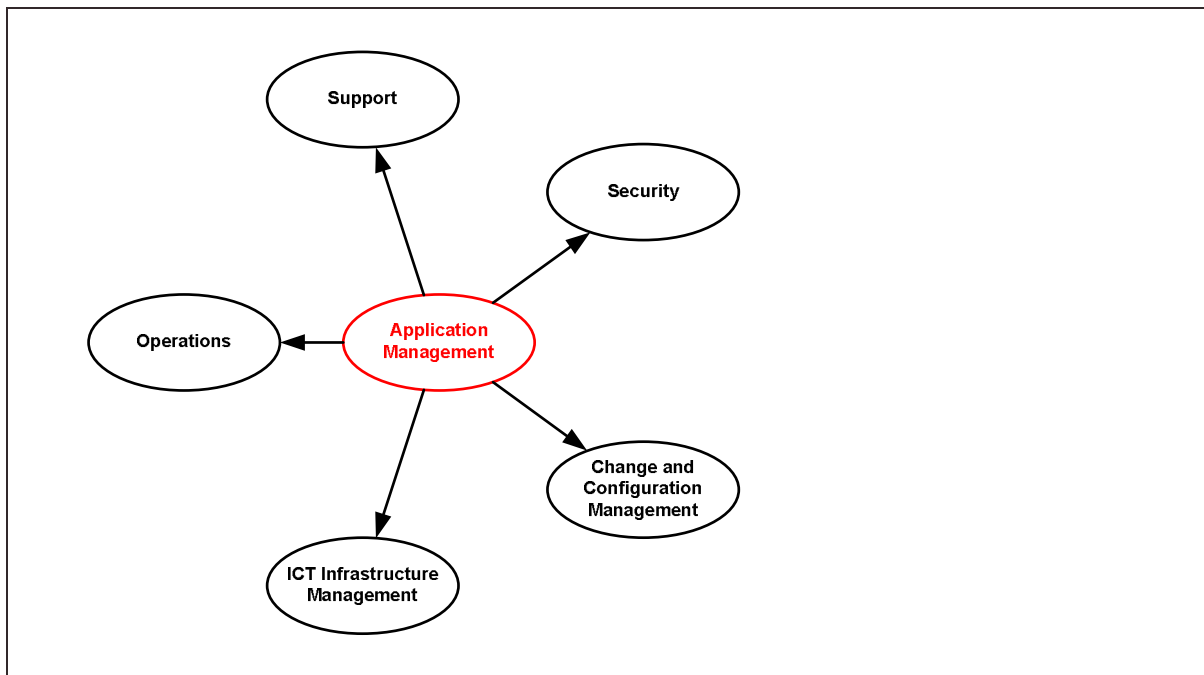 Support
Security
Operations
Application
Management
Change and
Configuration
Management
ICT Infrastructure
Management